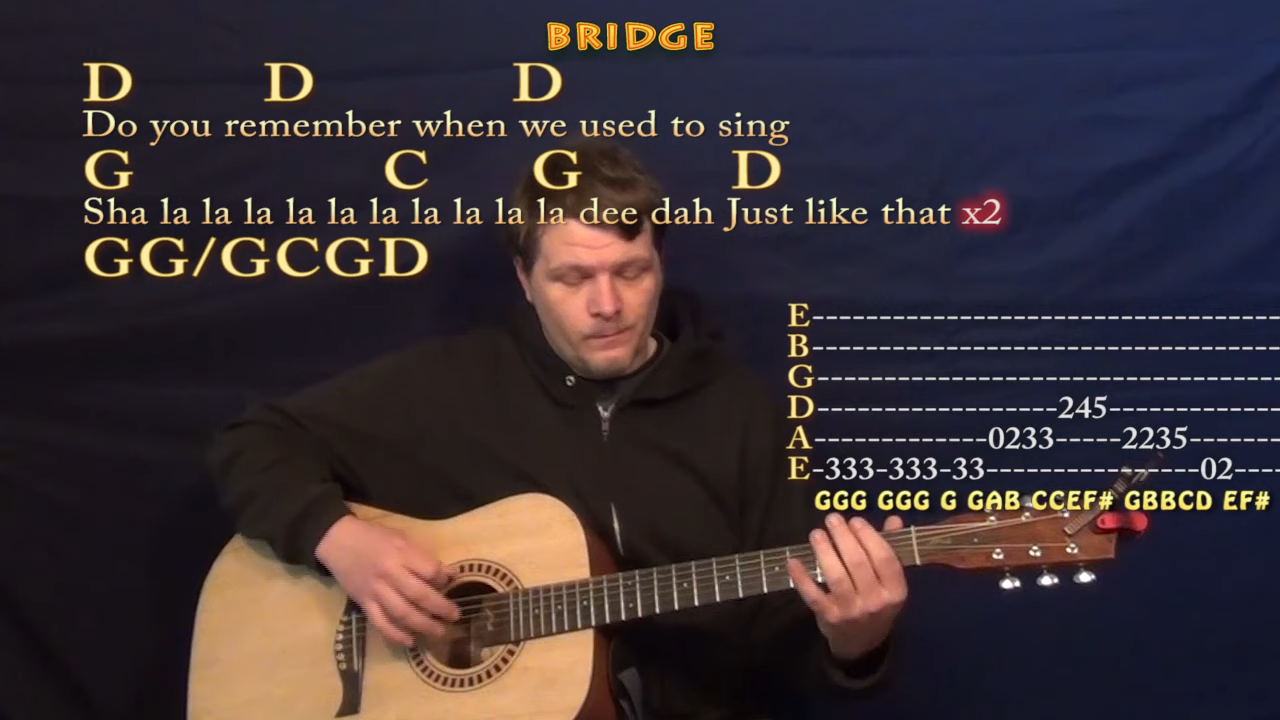 BRIDGE
D D D
Do you remember when we used to sing
G C G D
Sha la la la la la la la la la la dee dah Just like that x2
GG/GCGD
E-----------------------------------
B-----------------------------------
G-----------------------------------
D------------------245-------------
A-------------0233-----2235-------
E-333-333-33----------------02----
GGG GGG G GAB CCEF# GBBCD EF#